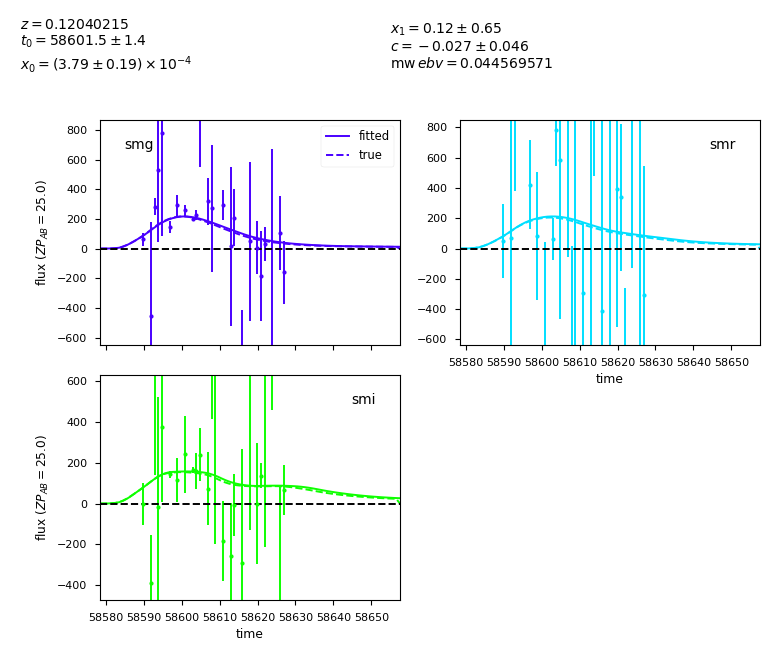 z = 0.12040215
t₀ = 58601.5 ± 1.4
x₀ = (3.79 ± 0.19) × 10⁻⁴
x₁ = 0.12 ± 0.65
c = −0.027 ± 0.046
mw ebv = 0.044569571
smg
fitted
true
800
600
400
200
0
−200
−400
−600
flux (ZP_AB = 25.0)
smr
800
600
400
200
0
−200
−400
−600
58580 58590 58600 58610 58620 58630 58640 58650
time
smi
600
400
200
0
−200
−400
flux (ZP_AB = 25.0)
58580 58590 58600 58610 58620 58630 58640 58650
time